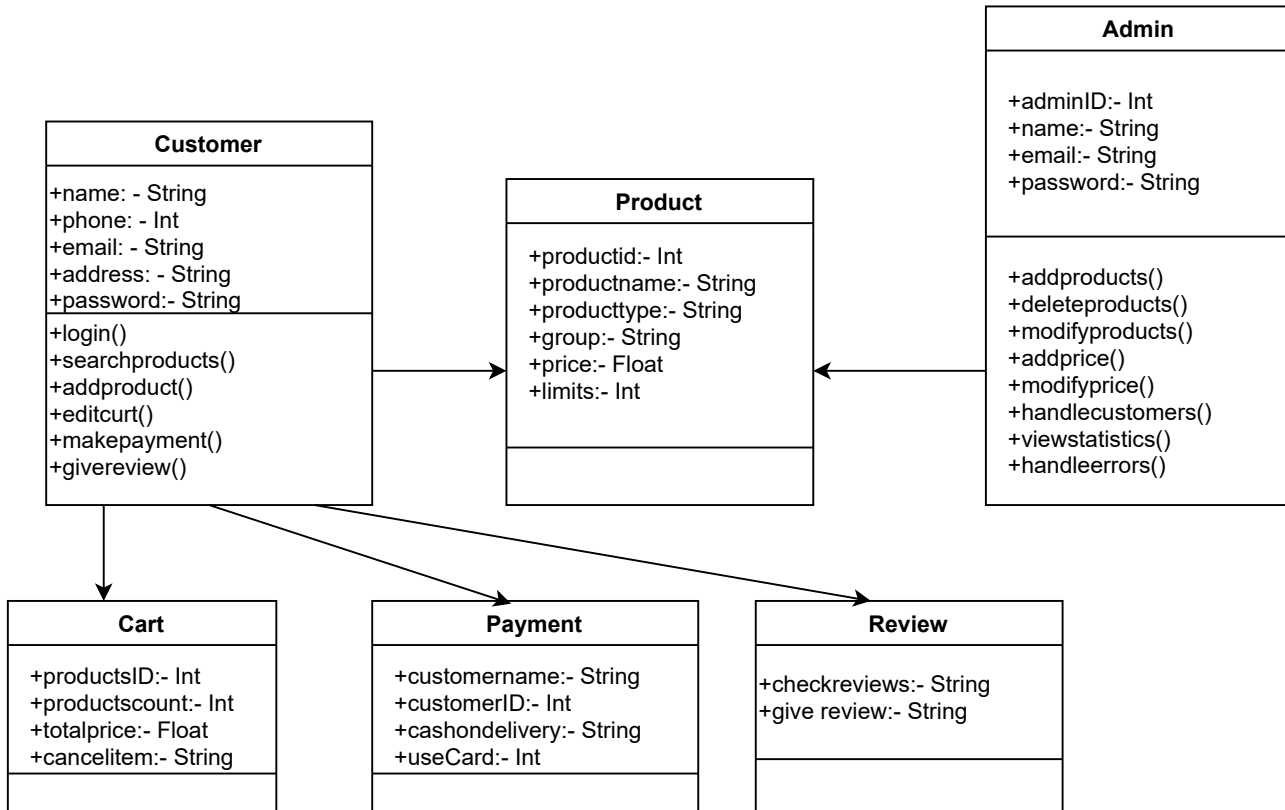 Admin
+adminID:- Int
+name:- String
+email:- String
+password:- String
+addproducts()
+deleteproducts()
+modifyproducts()
+addprice()
+modifyprice()
+handlecustomers()
+viewstatistics()
+handleerrors()
Customer
+name: - String
+phone: - Int
+email: - String
+address: - String
+password:- String
+login()
+searchproducts()
+addproduct()
+editcurt()
+makepayment()
+givereview()
Product
+productid:- Int
+productname:- String
+producttype:- String
+group:- String
+price:- Float
+limits:- Int
Cart
+productsID:- Int
+productscount:- Int
+totalprice:- Float
+cancelitem:- String
Payment
+customername:- String
+customerID:- Int
+cashondelivery:- String
+useCard:- Int
Review
+checkreviews:- String
+give review:- String